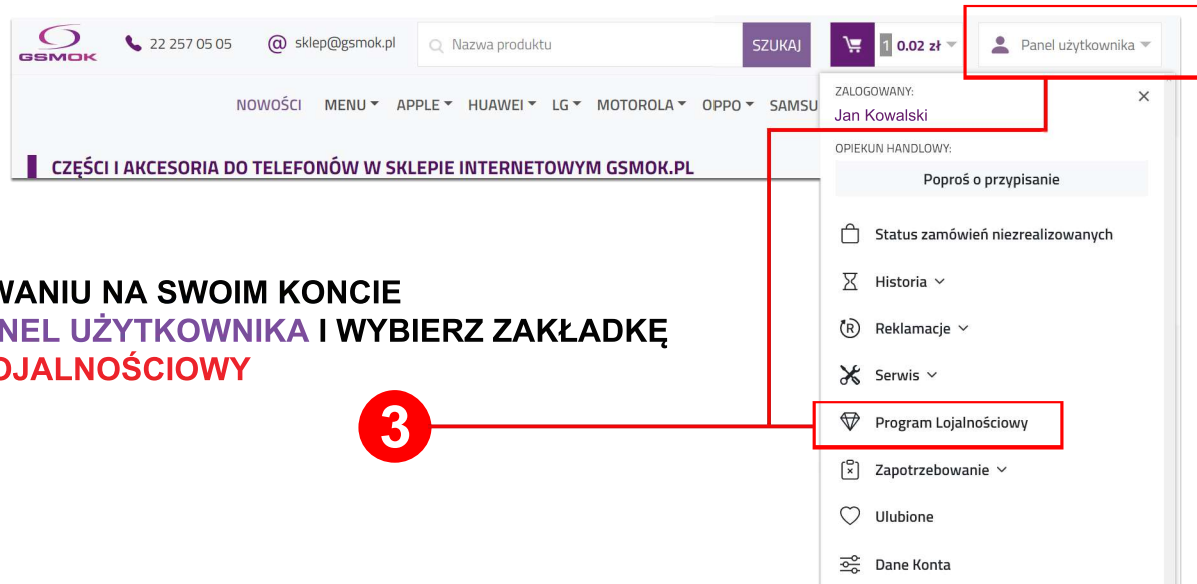 GSMOK
22 257 05 05
sklep@gsmok.pl
Nazwa produktu
SZUKAJ
1 0.02 zł
Panel użytkownika
NOWOŚCI MENU APPLE HUAWEI LG MOTOROLA OPPO SAMSU
CZĘŚCI I AKCESORIA DO TELEFONÓW W SKLEPIE INTERNETOWYM GSMOK.PL
ZALOGOWANY:
Jan Kowalski
OPIEKUN HANDLOWY:
Poproś o przypisanie
Status zamówień niezrealizowanych
Historia
Reklamacje
Serwis
Program Lojalnościowy
Zapotrzebowanie
Ulubione
Dane Konta
WANIU NA SWOIM KONCIE
NEL UŻYTKOWNIKA I WYBIERZ ZAKŁADKĘ
OJALNOŚCIOWY
3